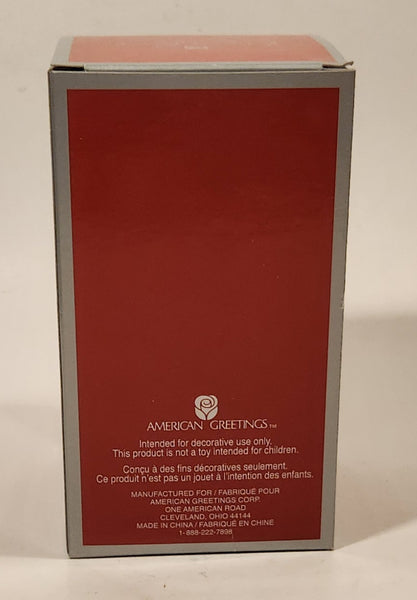 AMERICAN GREETINGS™
Intended for decorative use only.
This product is not a toy intended for children.
Conçu à des fins décoratives seulement.
Ce produit n'est pas un jouet à l'intention des enfants.
MANUFACTURED FOR / FABRIQUÉ POUR
AMERICAN GREETINGS CORP.
ONE AMERICAN ROAD
CLEVELAND, OHIO 44144
MADE IN CHINA / FABRIQUÉ EN CHINE
1-888-222-7898